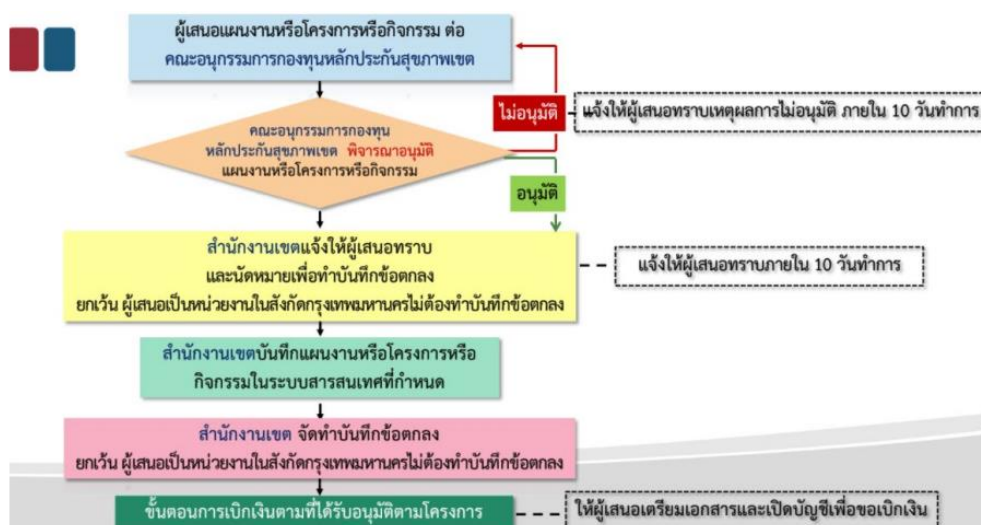 ผู้เสนอแผนงานหรือโครงการหรือกิจกรรม ต่อ
คณะอนุกรรมการกองทุนหลักประกันสุขภาพเขต
ไม่อนุมัติ
แจ้งให้ผู้เสนอทราบเหตุผลการไม่อนุมัติ ภายใน 10 วันทำการ
คณะอนุกรรมการกองทุน
หลักประกันสุขภาพเขต พิจารณาอนุมัติ
แผนงานหรือโครงการหรือกิจกรรม
อนุมัติ
สำนักงานเขตแจ้งให้ผู้เสนอทราบ
และนัดหมายเพื่อทำบันทึกข้อตกลง
ยกเว้น ผู้เสนอเป็นหน่วยงานในสังกัดกรุงเทพมหานครไม่ต้องทำบันทึกข้อตกลง
แจ้งให้ผู้เสนอทราบภายใน 10 วันทำการ
สำนักงานเขตบันทึกแผนงานหรือโครงการหรือ
กิจกรรมในระบบสารสนเทศที่กำหนด
สำนักงานเขต จัดทำบันทึกข้อตกลง
ยกเว้น ผู้เสนอเป็นหน่วยงานในสังกัดกรุงเทพมหานครไม่ต้องทำบันทึกข้อตกลง
ขั้นตอนการเบิกเงินตามที่ได้รับอนุมัติตามโครงการ
ให้ผู้เสนอเตรียมเอกสารและเปิดบัญชีเพื่อขอเบิกเงิน